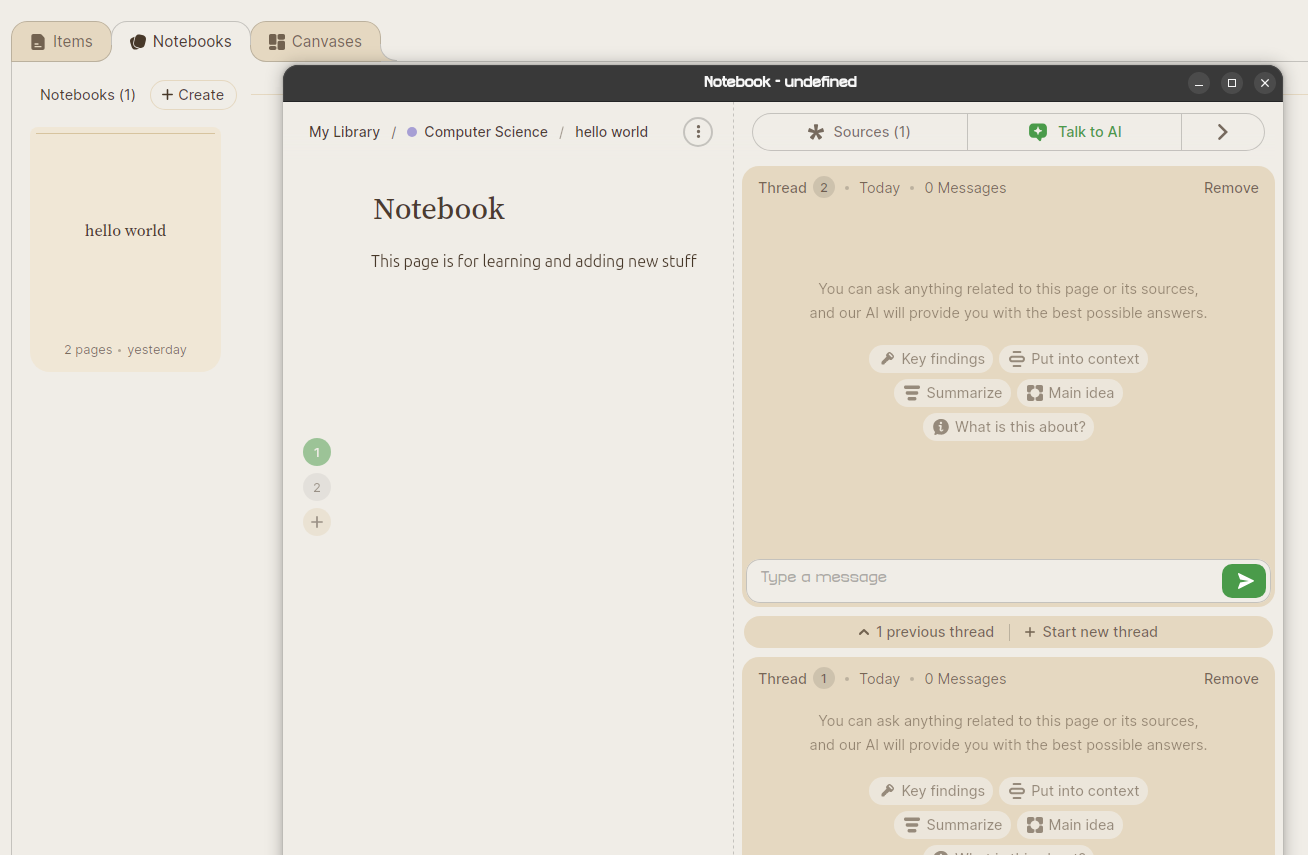 Items
Notebooks
Canvases
Notebooks (1)
+ Create
hello world
2 pages • yesterday
Notebook - undefined
My Library / Computer Science / hello world
Notebook
This page is for learning and adding new stuff
1
2
+
Sources (1)
Talk to AI
Thread 2 • Today • 0 Messages
Remove
You can ask anything related to this page or its sources,
and our AI will provide you with the best possible answers.
Key findings
Put into context
Summarize
Main idea
What is this about?
Type a message
1 previous thread
+ Start new thread
Thread 1 • Today • 0 Messages
Remove
You can ask anything related to this page or its sources,
and our AI will provide you with the best possible answers.
Key findings
Put into context
Summarize
Main idea
What is this about?